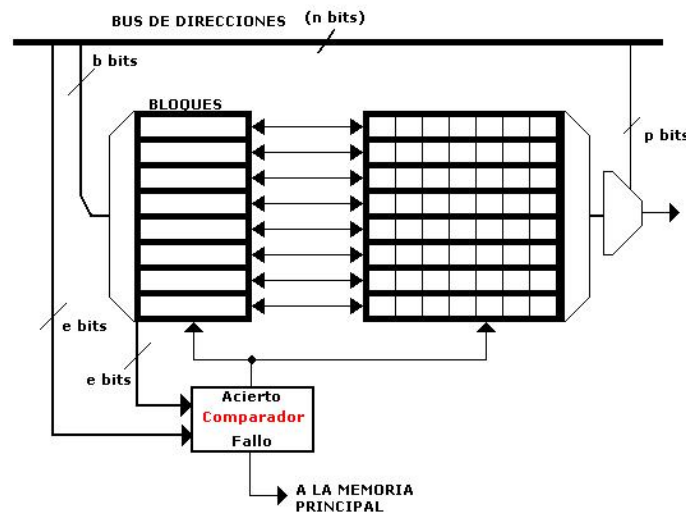 BUS DE DIRECCIONES (n bits)
b bits
BLOQUES
p bits
e bits
e bits
Acierto
Comparador
Fallo
A LA MEMORIA
PRINCIPAL